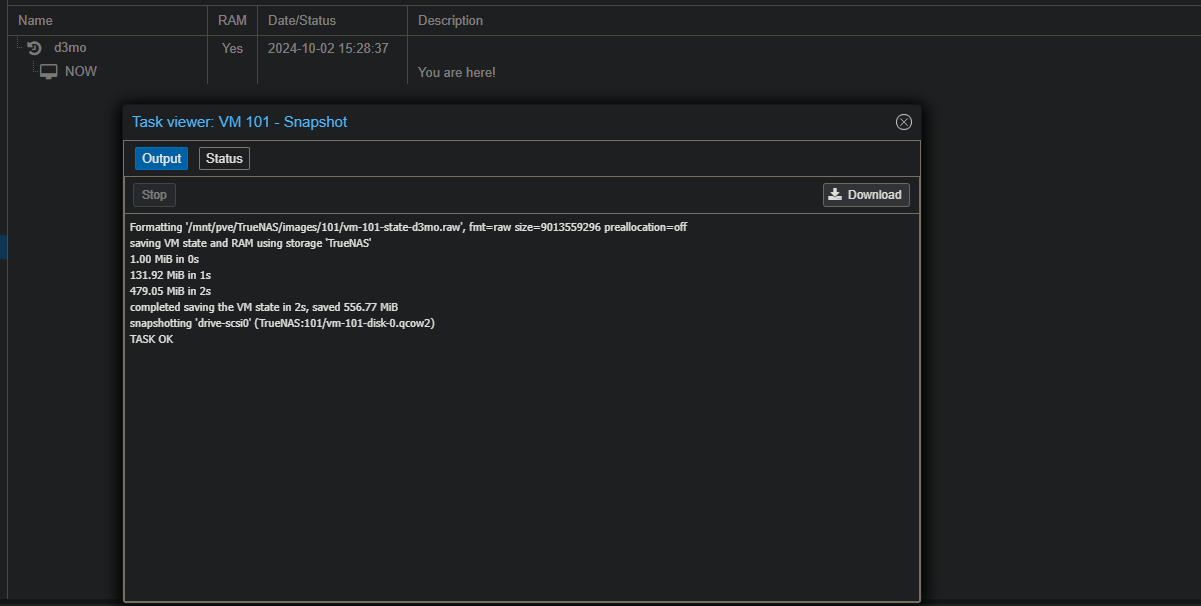 Name RAM Date/Status Description
d3mo Yes 2024-10-02 15:28:37
NOW You are here!
Task viewer: VM 101 - Snapshot
Output Status
Stop Download
Formatting '/mnt/pve/TrueNAS/images/101/vm-101-state-d3mo.raw', fmt=raw size=9013559296 preallocation=off
saving VM state and RAM using storage 'TrueNAS'
1.00 MiB in 0s
131.92 MiB in 1s
479.05 MiB in 2s
completed saving the VM state in 2s, saved 556.77 MiB
snapshotting 'drive-scsi0' (TrueNAS:101/vm-101-disk-0.qcow2)
TASK OK